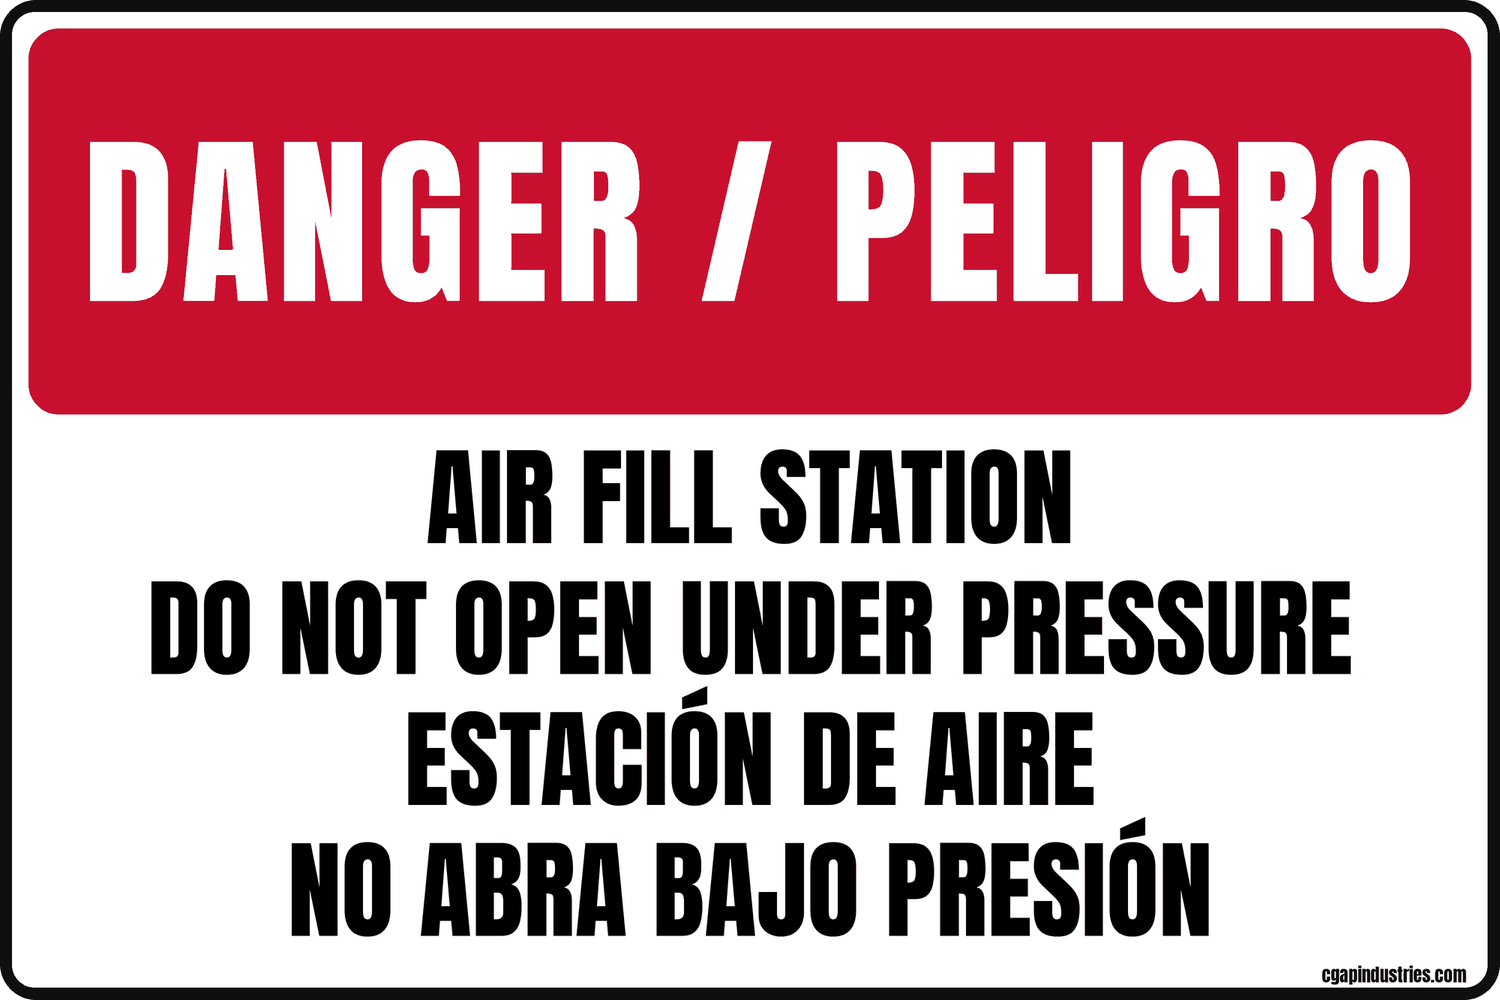 DANGER / PELIGRO
AIR FILL STATION
DO NOT OPEN UNDER PRESSURE
ESTACIÓN DE AIRE
NO ABRA BAJO PRESIÓN
cgapindustries.com